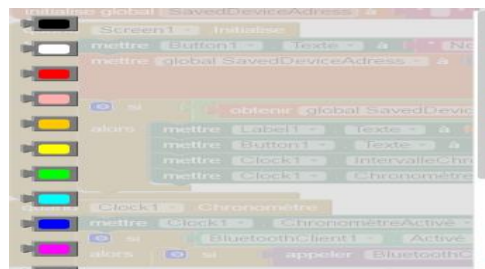 initialise global SavedDeviceAdress à
Screen1 Initialise
mettre Button1 Texte à No
mettre global SavedDeviceAdress à
si obtenir global SavedDevic
alors mettre Label1 Texte à
mettre Button1 Texte à
mettre Clock1 IntervalleChr
mettre Clock1 Chronomètre
Clock1 Chronomètre
mettre Clock1 ChronomètreActivé
si BluetoothClient1 Activé
alors si appeler Bluetooth